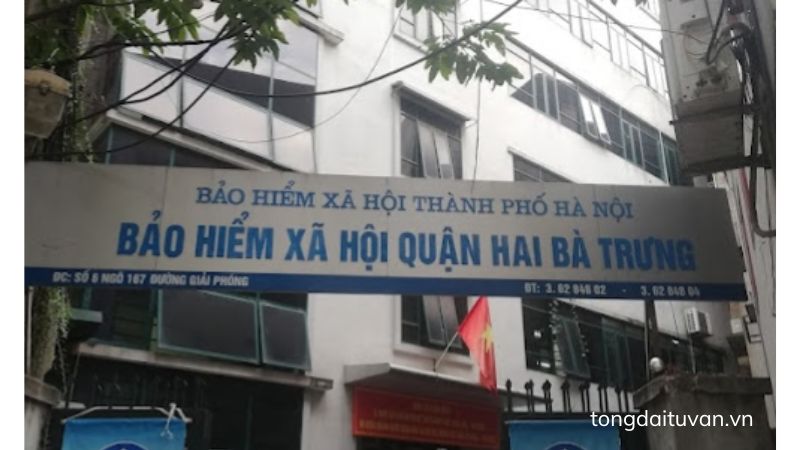 BẢO HIỂM XÃ HỘI THÀNH PHỐ HÀ NỘI
BẢO HIỂM XÃ HỘI QUẬN HAI BÀ TRƯNG
ĐC: SỐ 6 NGÕ 167 ĐƯỜNG GIẢI PHÓNG
ĐT: 3. 62 848 02 - 3. 62 848 04
tongdaituvan.vn